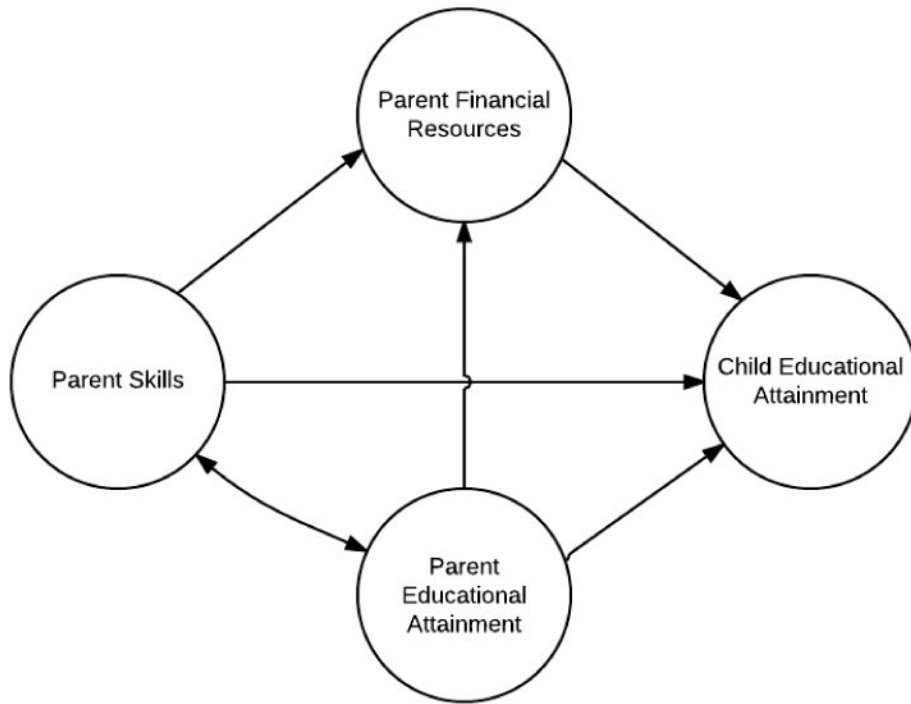 Parent Financial
Resources
Parent Skills
Child Educational
Attainment
Parent
Educational
Attainment